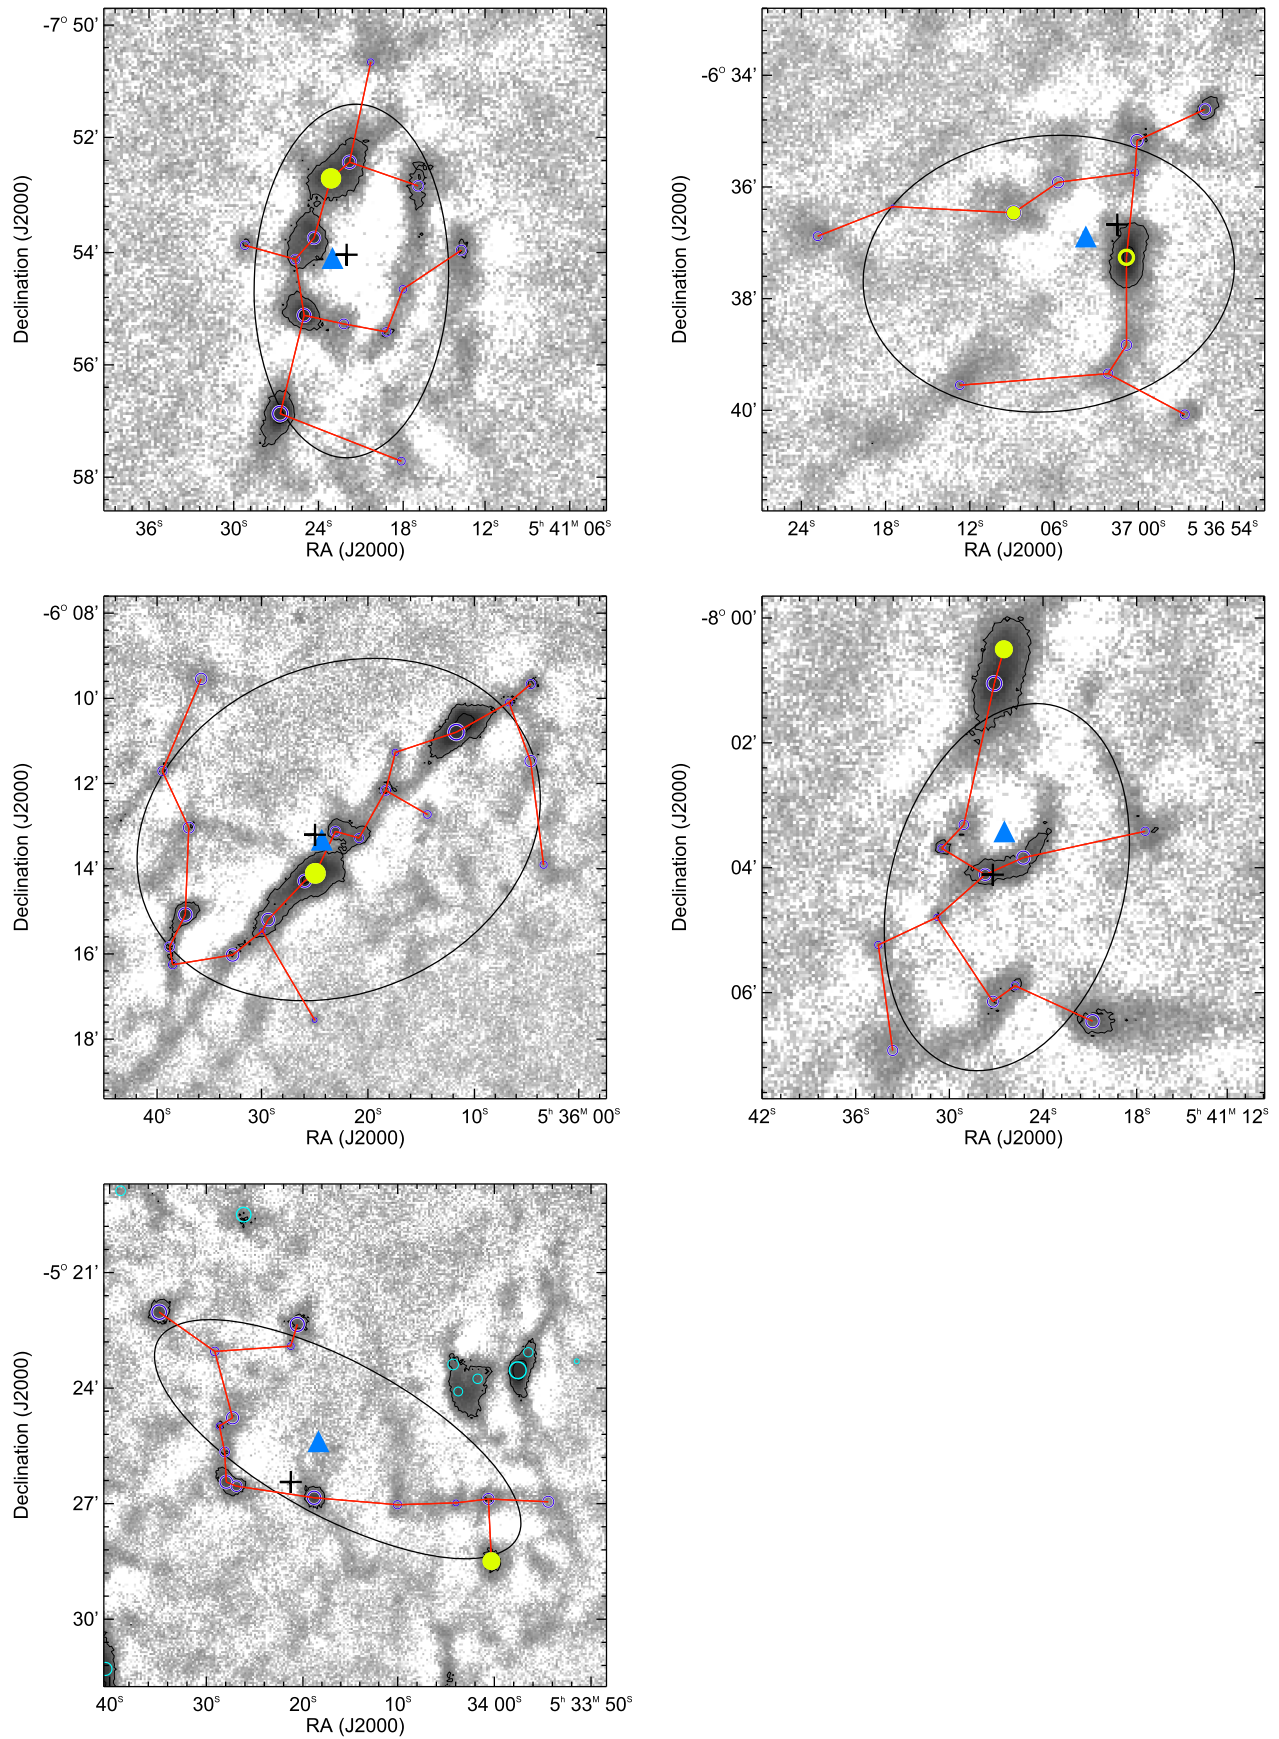 -7° 50'
52'
54'
56'
58'
Declination (J2000)
36ˢ 30ˢ 24ˢ 18ˢ 12ˢ 5ʰ 41ᴹ 06ˢ
RA (J2000)
-6° 34'
36'
38'
40'
Declination (J2000)
24ˢ 18ˢ 12ˢ 06ˢ 37 00ˢ 5 36 54ˢ
RA (J2000)
-6° 08'
10'
12'
14'
16'
18'
Declination (J2000)
40ˢ 30ˢ 20ˢ 10ˢ 5ʰ 36ᴹ 00ˢ
RA (J2000)
-8° 00'
02'
04'
06'
Declination (J2000)
42ˢ 36ˢ 30ˢ 24ˢ 18ˢ 5ʰ 41ᴹ 12ˢ
RA (J2000)
-5° 21'
24'
27'
30'
Declination (J2000)
40ˢ 30ˢ 20ˢ 10ˢ 34 00ˢ 5ʰ 33ᴹ 50ˢ
RA (J2000)